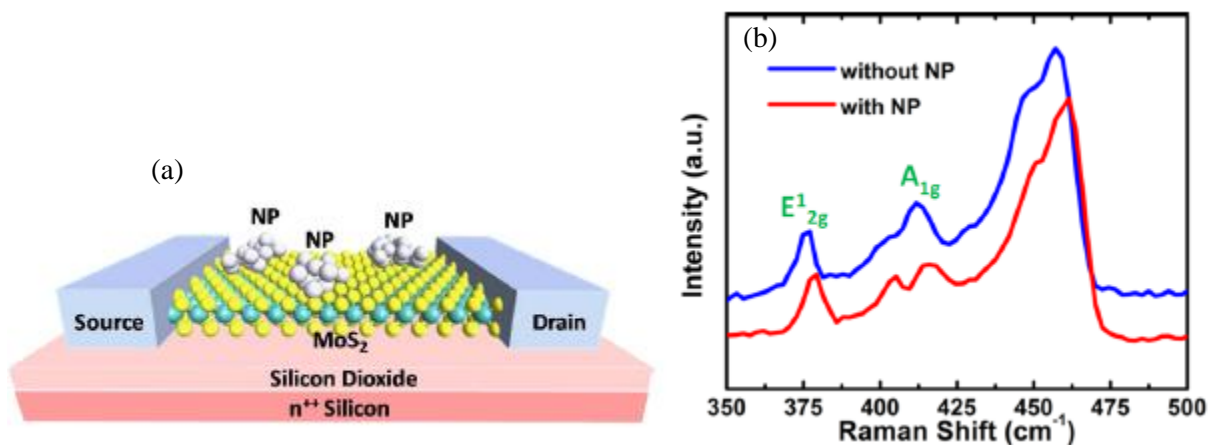 (a)
NP
NP
NP
Source
Drain
MoS₂
Silicon Dioxide
n⁺⁺ Silicon
(b)
without NP
with NP
E¹₂g
A₁g
Intensity (a.u.)
350 375 400 425 450 475 500
Raman Shift (cm⁻¹)